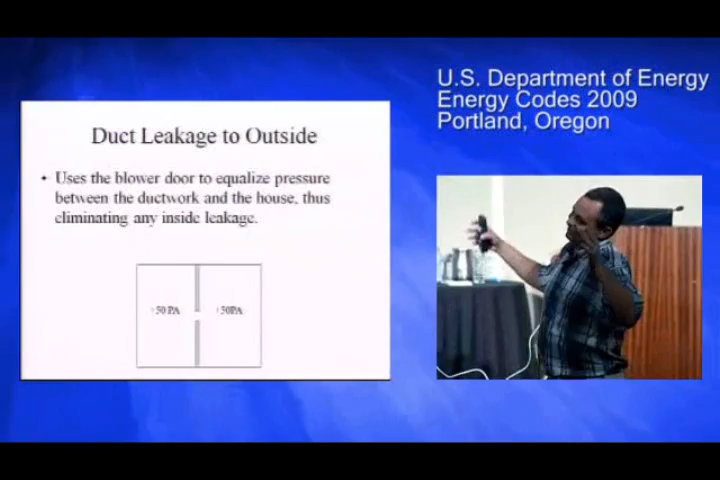 U.S. Department of Energy
Energy Codes 2009
Portland, Oregon
Duct Leakage to Outside
• Uses the blower door to equalize pressure
between the ductwork and the house, thus
eliminating any inside leakage.
50 PA 50PA